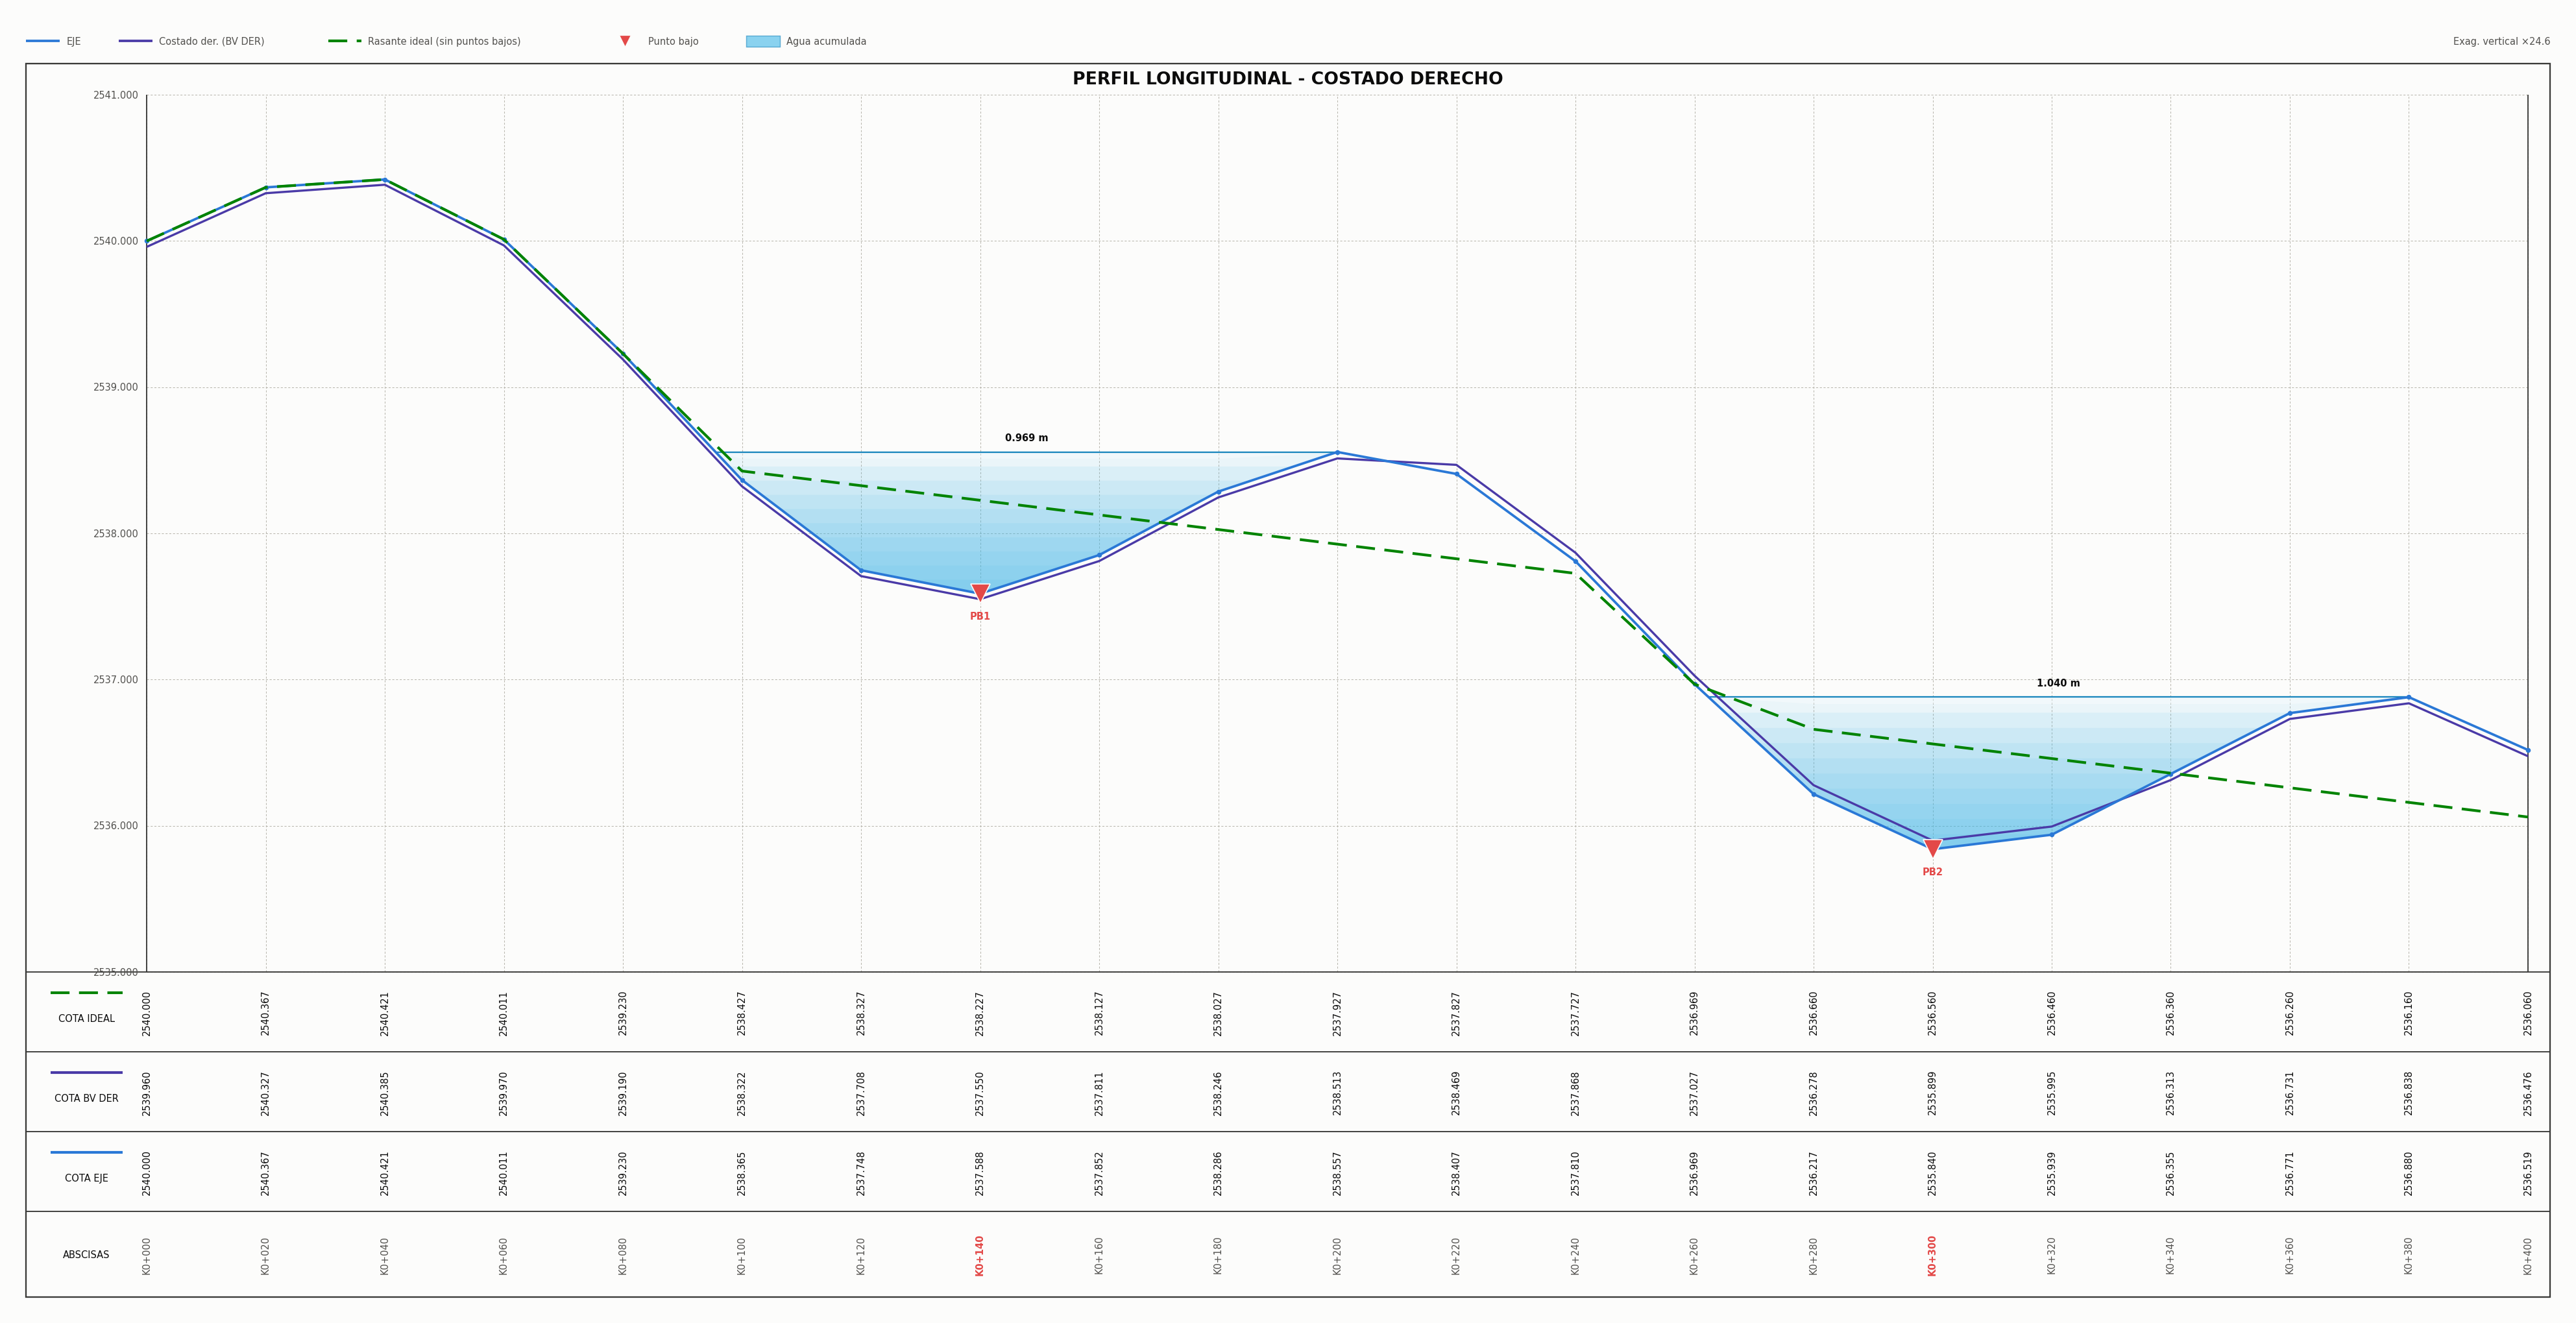 EJE Costado der. (BV DER) Rasante ideal (sin puntos bajos) Punto bajo Agua acumulada Exag. vertical ×24.6
PERFIL LONGITUDINAL - COSTADO DERECHO
2541.000
2540.000
2539.000
0.969 m
2538.000
PB1
2537.000
1.040 m
2536.000
PB2
2535.000
COTA IDEAL 2540.000 2540.367 2540.421 2540.011 2539.230 2538.427 2538.327 2538.227 2538.127 2538.027 2537.927 2537.827 2537.727 2536.969 2536.660 2536.560 2536.460 2536.360 2536.260 2536.160 2536.060
COTA BV DER 2539.960 2540.327 2540.385 2539.970 2539.190 2538.322 2537.708 2537.550 2537.811 2538.246 2538.513 2538.469 2537.868 2537.027 2536.278 2535.899 2535.995 2536.313 2536.731 2536.838 2536.476
COTA EJE 2540.000 2540.367 2540.421 2540.011 2539.230 2538.365 2537.748 2537.588 2537.852 2538.286 2538.557 2538.407 2537.810 2536.969 2536.217 2535.840 2535.939 2536.355 2536.771 2536.880 2536.519
ABSCISAS K0+000 K0+020 K0+040 K0+060 K0+080 K0+100 K0+120 K0+140 K0+160 K0+180 K0+200 K0+220 K0+240 K0+260 K0+280 K0+300 K0+320 K0+340 K0+360 K0+380 K0+400